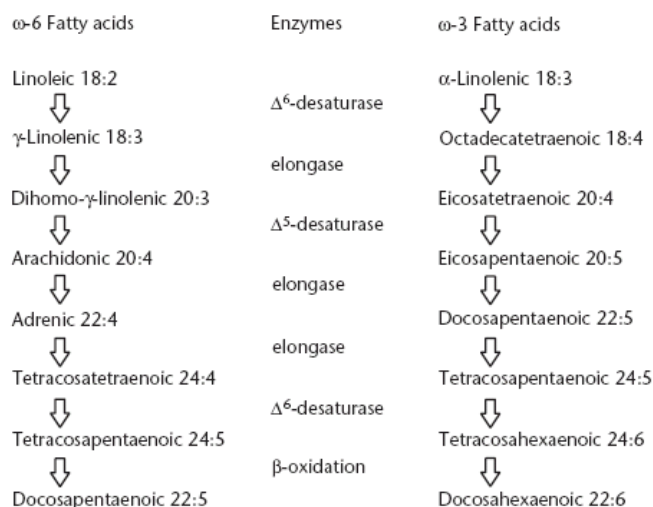 ω-6 Fatty acids Enzymes ω-3 Fatty acids
Linoleic 18:2 α-Linolenic 18:3
Δ⁶-desaturase
γ-Linolenic 18:3 Octadecatetraenoic 18:4
elongase
Dihomo-γ-linolenic 20:3 Eicosatetraenoic 20:4
Δ⁵-desaturase
Arachidonic 20:4 Eicosapentaenoic 20:5
elongase
Adrenic 22:4 Docosapentaenoic 22:5
elongase
Tetracosatetraenoic 24:4 Tetracosapentaenoic 24:5
Δ⁶-desaturase
Tetracosapentaenoic 24:5 Tetracosahexaenoic 24:6
β-oxidation
Docosapentaenoic 22:5 Docosahexaenoic 22:6